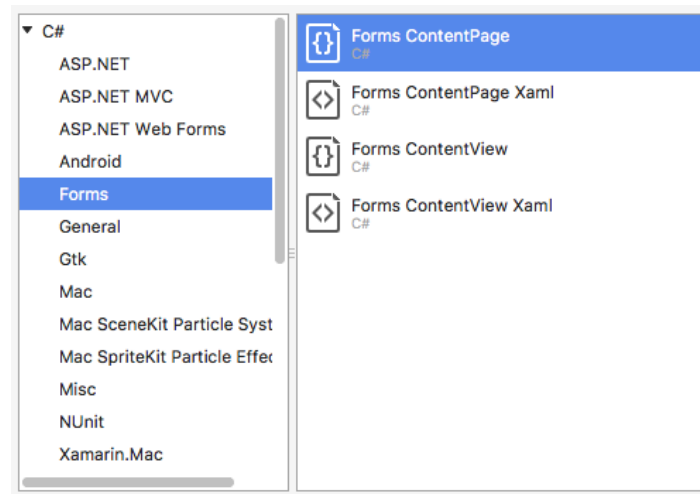 C#
ASP.NET
ASP.NET MVC
ASP.NET Web Forms
Android
Forms
General
Gtk
Mac
Mac SceneKit Particle Syst
Mac SpriteKit Particle Effec
Misc
NUnit
Xamarin.Mac
Forms ContentPage
C#
Forms ContentPage Xaml
C#
Forms ContentView
C#
Forms ContentView Xaml
C#